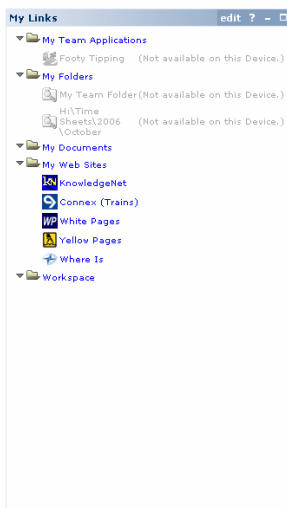 My Links edit ? –
My Team Applications
Footy Tipping (Not available on this Device.)
My Folders
My Team Folder (Not available on this Device.)
H:\Time
Sheets\2006 (Not available on this Device.)
\October
My Documents
My Web Sites
KN KnowledgeNet
Connex (Trains)
WP White Pages
Yellow Pages
Where Is
Workspace